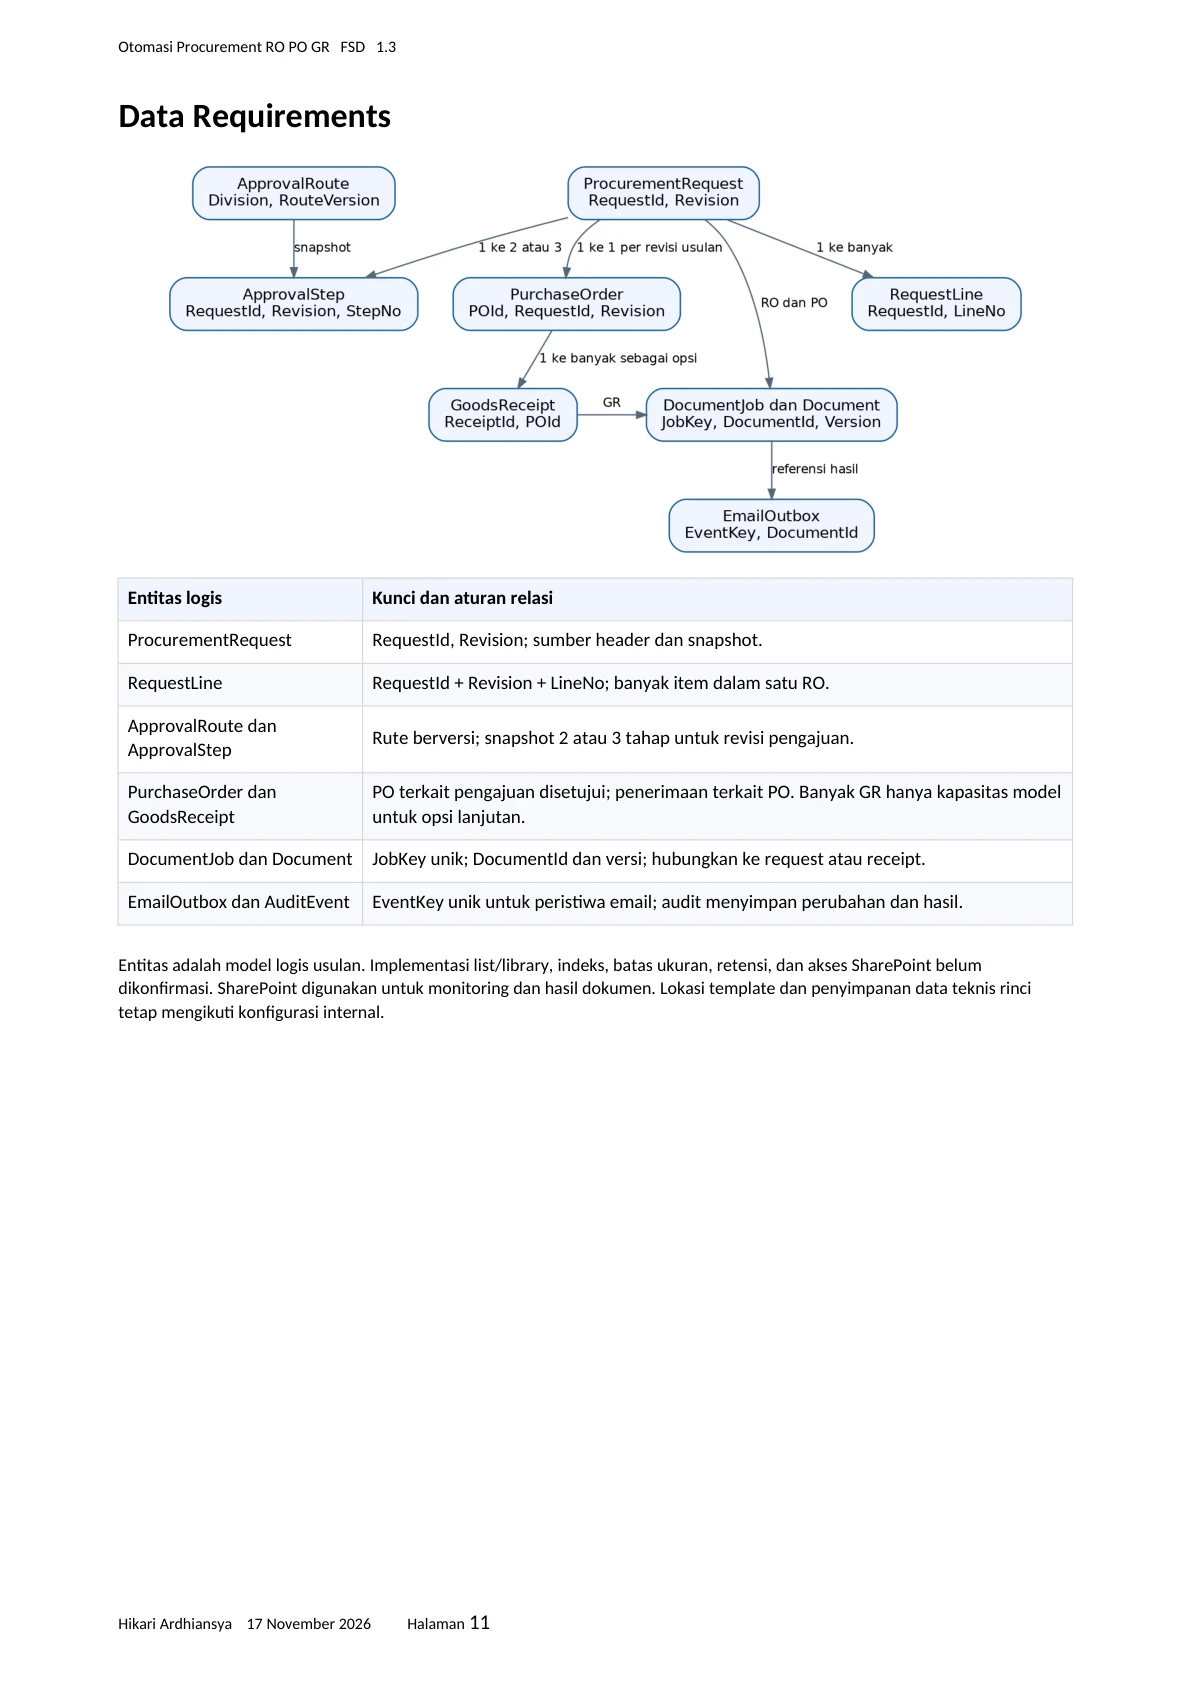 Otomasi Procurement RO PO GR FSD 1.3
Data Requirements
ApprovalRoute
Division, RouteVersion
ProcurementRequest
RequestId, Revision
snapshot
1 ke 2 atau 3
1 ke 1 per revisi usulan
1 ke banyak
ApprovalStep
RequestId, Revision, StepNo
PurchaseOrder
POId, RequestId, Revision
RO dan PO
RequestLine
RequestId, LineNo
1 ke banyak sebagai opsi
GoodsReceipt
ReceiptId, POId
GR
DocumentJob dan Document
JobKey, DocumentId, Version
referensi hasil
EmailOutbox
EventKey, DocumentId
Entitas logis
Kunci dan aturan relasi
ProcurementRequest
RequestId, Revision; sumber header dan snapshot.
RequestLine
RequestId + Revision + LineNo; banyak item dalam satu RO.
ApprovalRoute dan
ApprovalStep
Rute berversi; snapshot 2 atau 3 tahap untuk revisi pengajuan.
PurchaseOrder dan
GoodsReceipt
PO terkait pengajuan disetujui; penerimaan terkait PO. Banyak GR hanya kapasitas model
untuk opsi lanjutan.
DocumentJob dan Document
JobKey unik; DocumentId dan versi; hubungkan ke request atau receipt.
EmailOutbox dan AuditEvent
EventKey unik untuk peristiwa email; audit menyimpan perubahan dan hasil.
Entitas adalah model logis usulan. Implementasi list/library, indeks, batas ukuran, retensi, dan akses SharePoint belum
dikonfirmasi. SharePoint digunakan untuk monitoring dan hasil dokumen. Lokasi template dan penyimpanan data teknis rinci
tetap mengikuti konfigurasi internal.
Hikari Ardhiansya 17 November 2026 Halaman 11